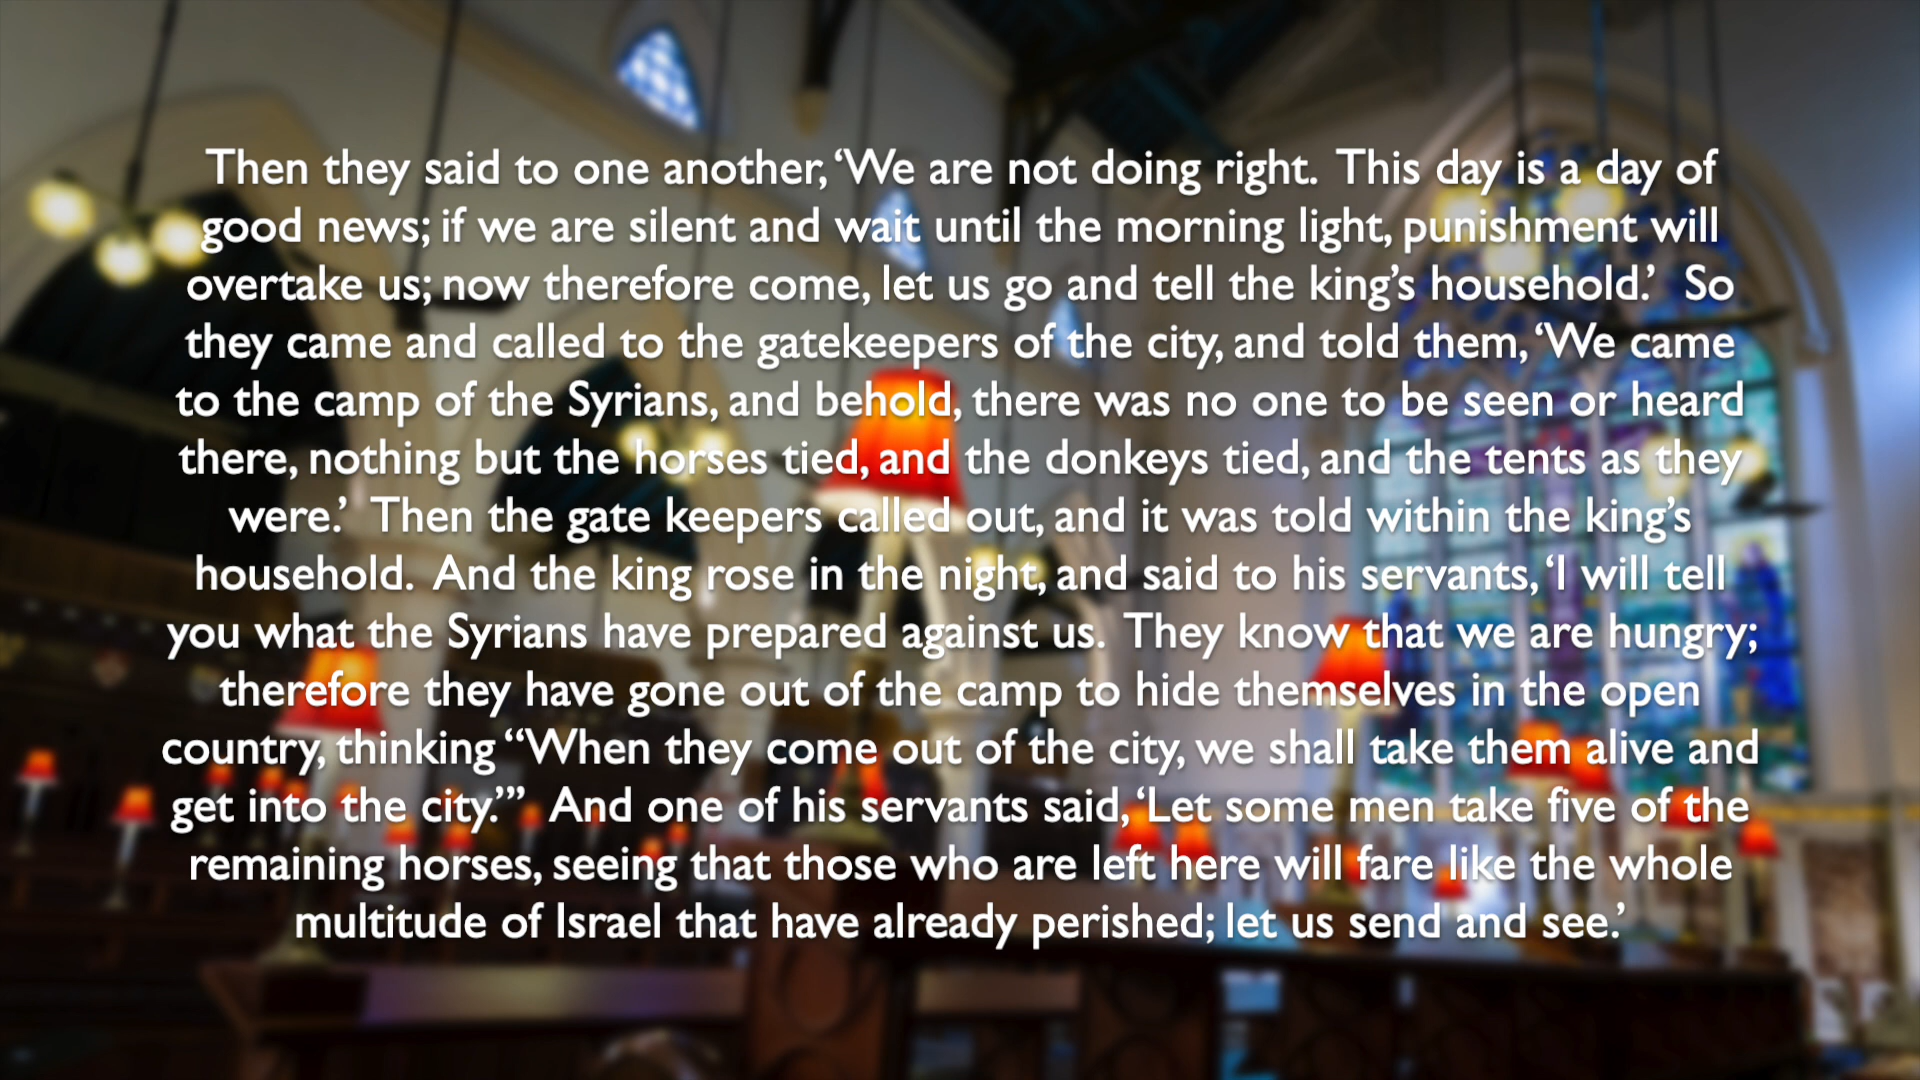 Then they said to one another, ‘We are not doing right.  This day is a day of
good news; if we are silent and wait until the morning light, punishment will
overtake us; now therefore come, let us go and tell the king’s household.’  So
they came and called to the gatekeepers of the city, and told them, ‘We came
to the camp of the Syrians, and behold, there was no one to be seen or heard
there, nothing but the horses tied, and the donkeys tied, and the tents as they
were.’  Then the gate keepers called out, and it was told within the king’s
household.  And the king rose in the night, and said to his servants, ‘I will tell
you what the Syrians have prepared against us.  They know that we are hungry;
therefore they have gone out of the camp to hide themselves in the open
country, thinking “When they come out of the city, we shall take them alive and
get into the city.’”  And one of his servants said, ‘Let some men take five of the
remaining horses, seeing that those who are left here will fare like the whole
multitude of Israel that have already perished; let us send and see.’